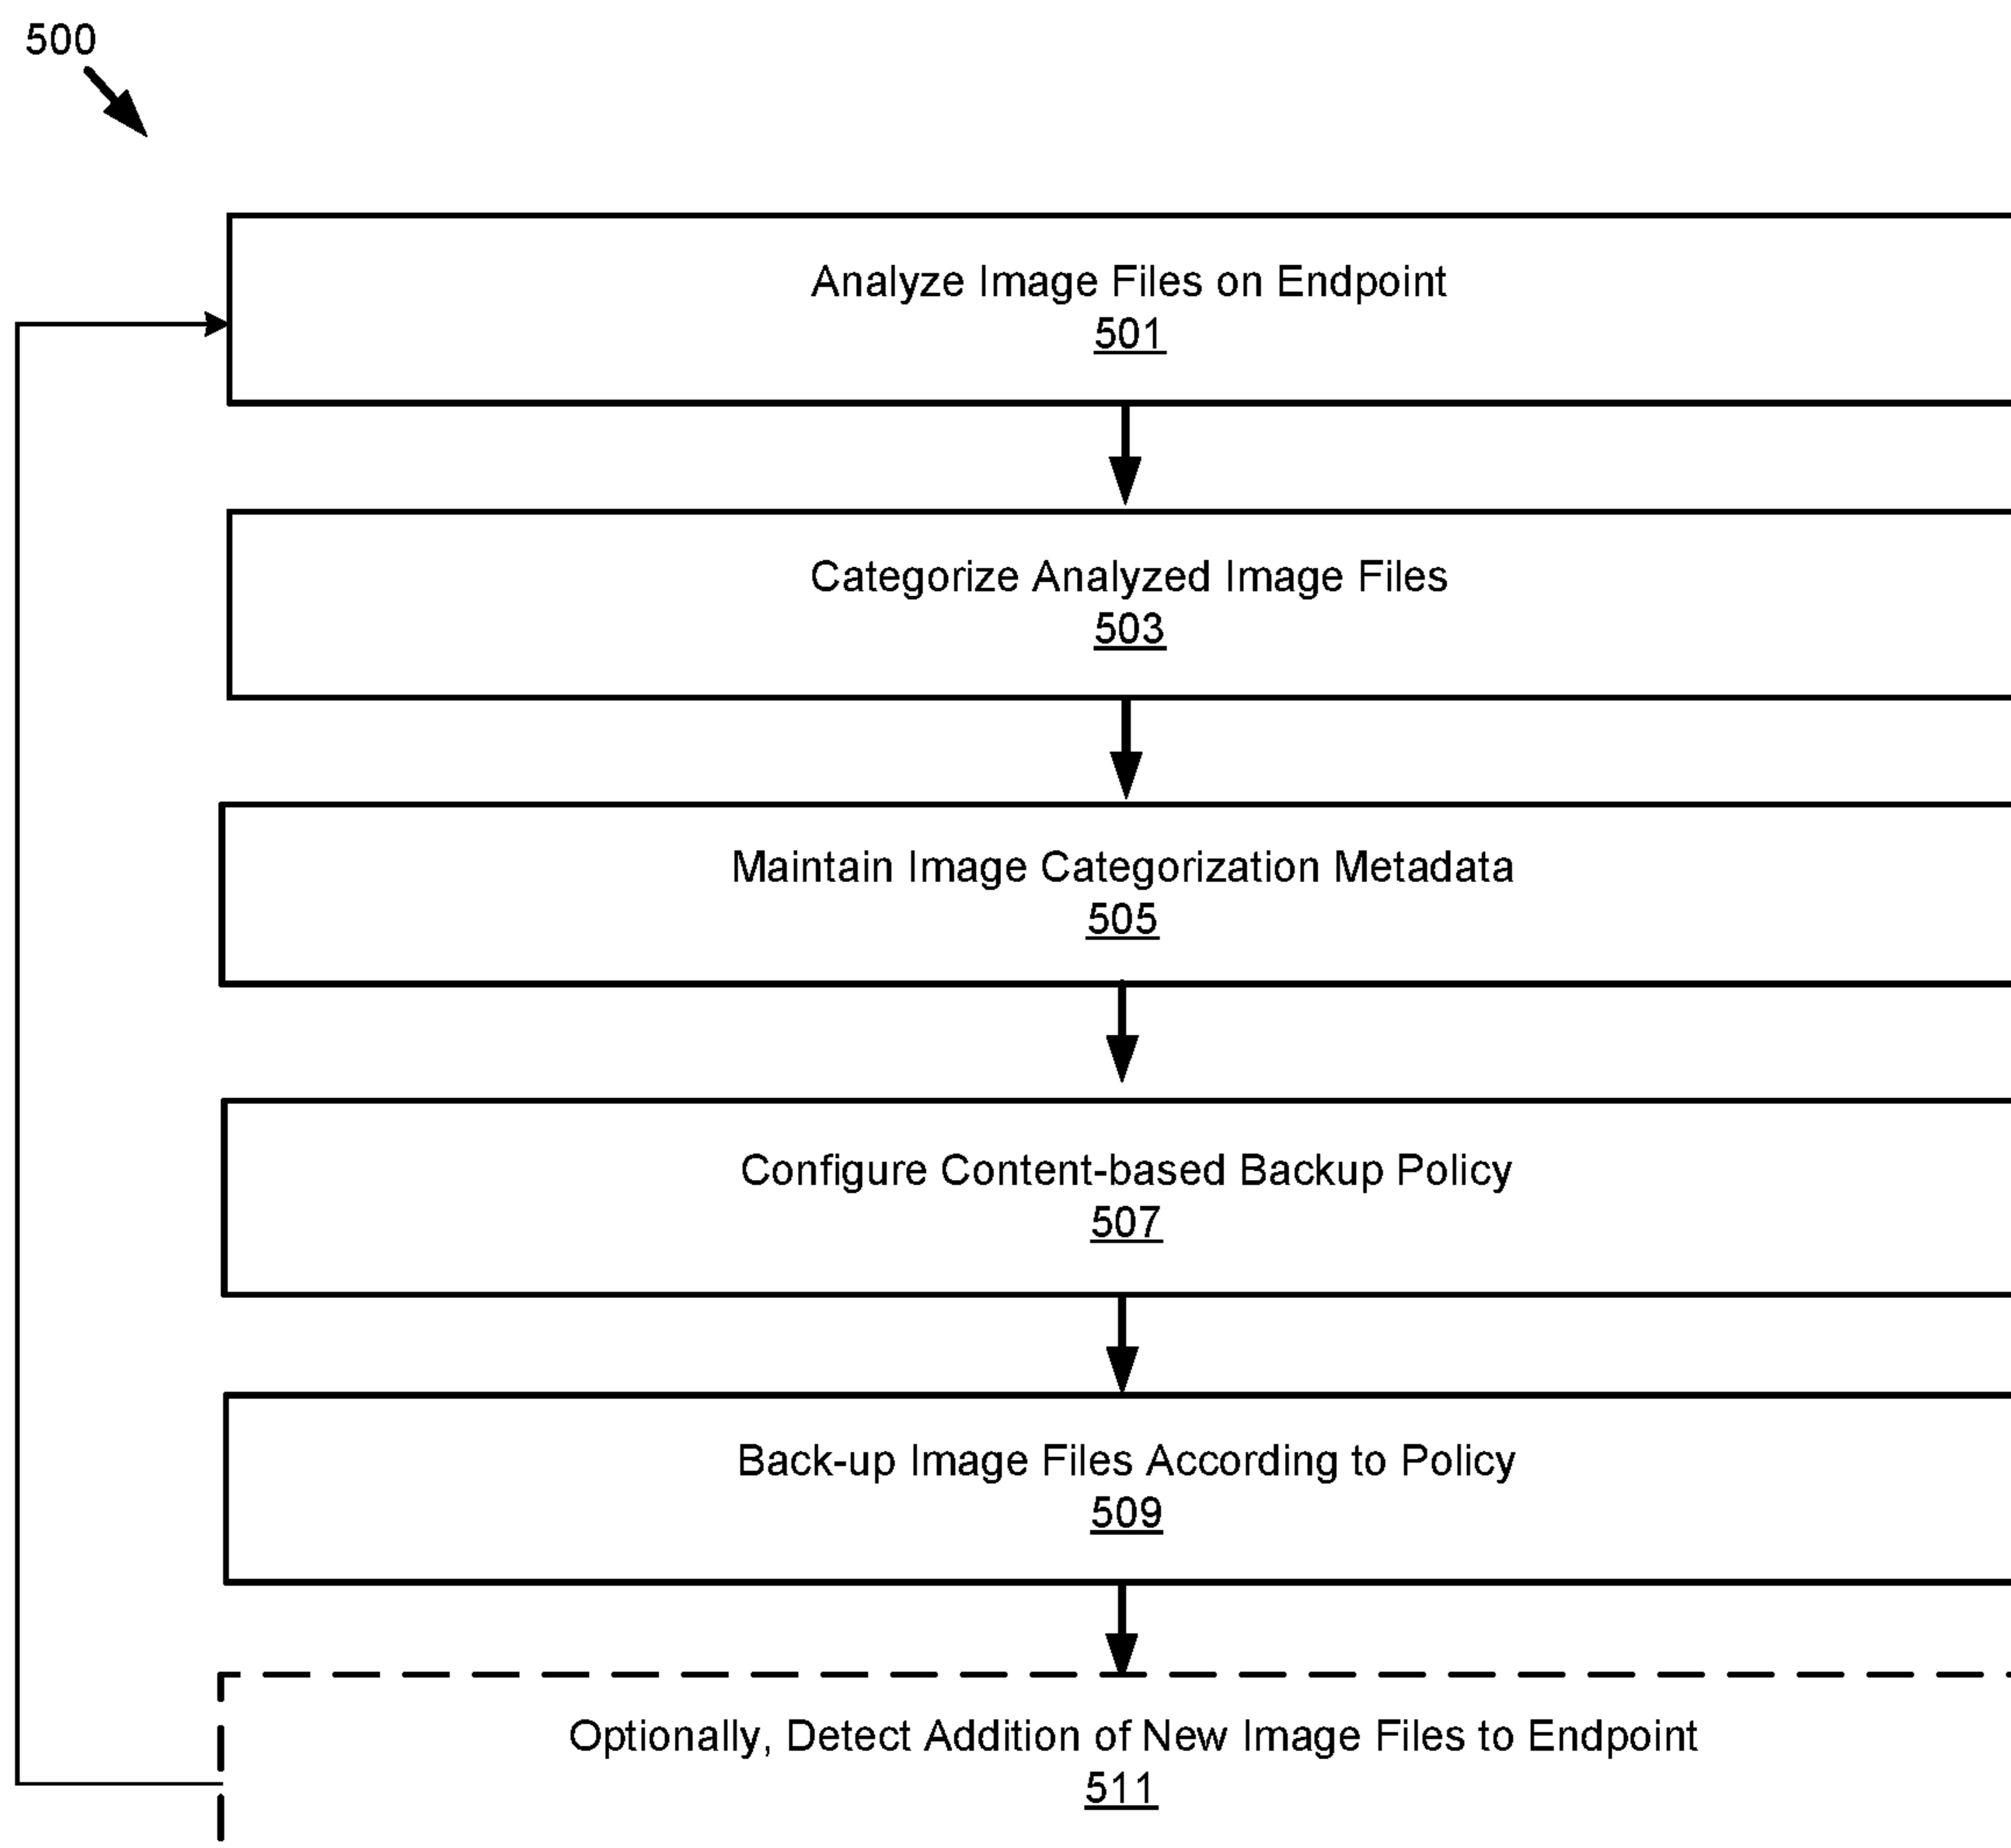 500
Analyze Image Files on Endpoint
501
Categorize Analyzed Image Files
503
Maintain Image Categorization Metadata
505
Configure Content-based Backup Policy
507
Back-up Image Files According to Policy
509
Optionally, Detect Addition of New Image Files to Endpoint
511